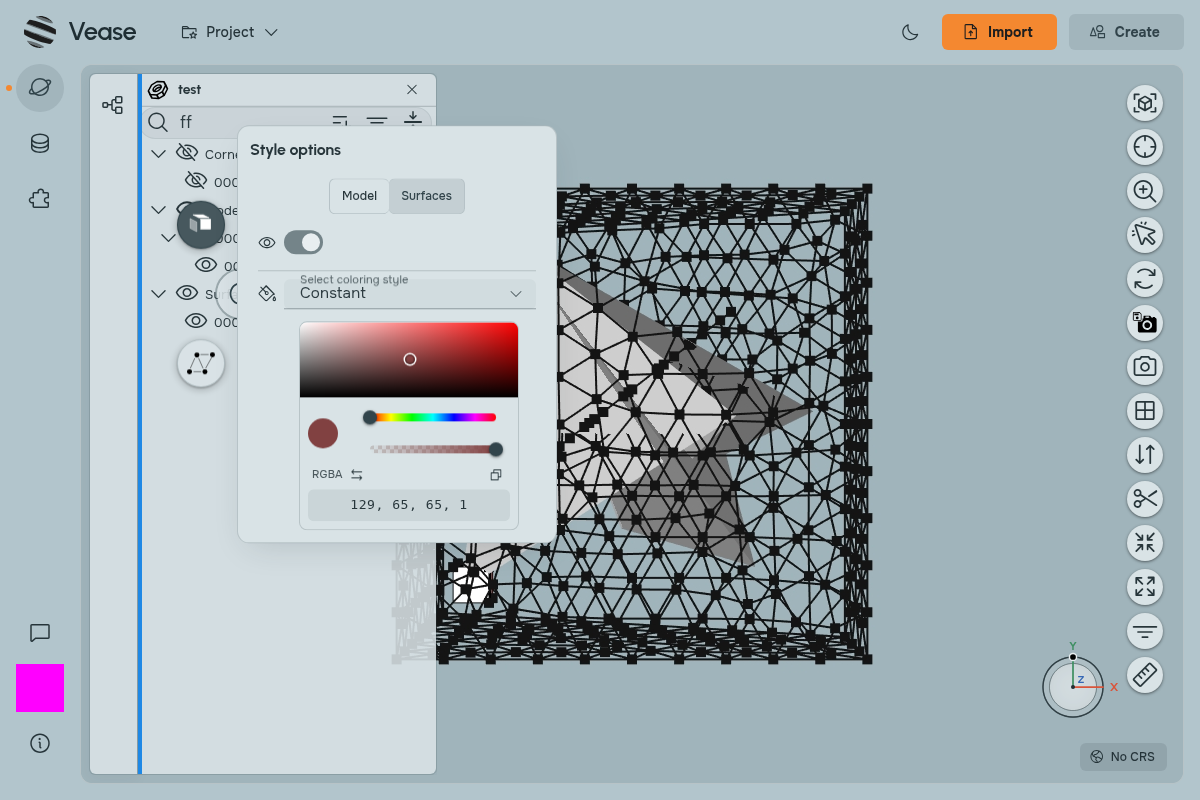 Vease
Project
Import
Create
test
ff
Style options
Model
Surfaces
Select coloring style
Constant
RGBA
129, 65, 65, 1
Y
Z
X
No CRS